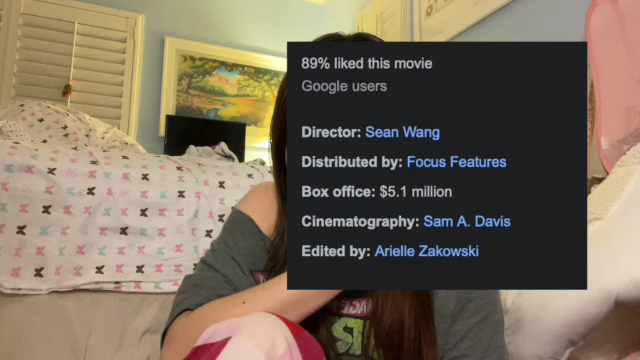 89% liked this movie
Google users
Director: Sean Wang
Distributed by: Focus Features
Box office: $5.1 million
Cinematography: Sam A. Davis
Edited by: Arielle Zakowski